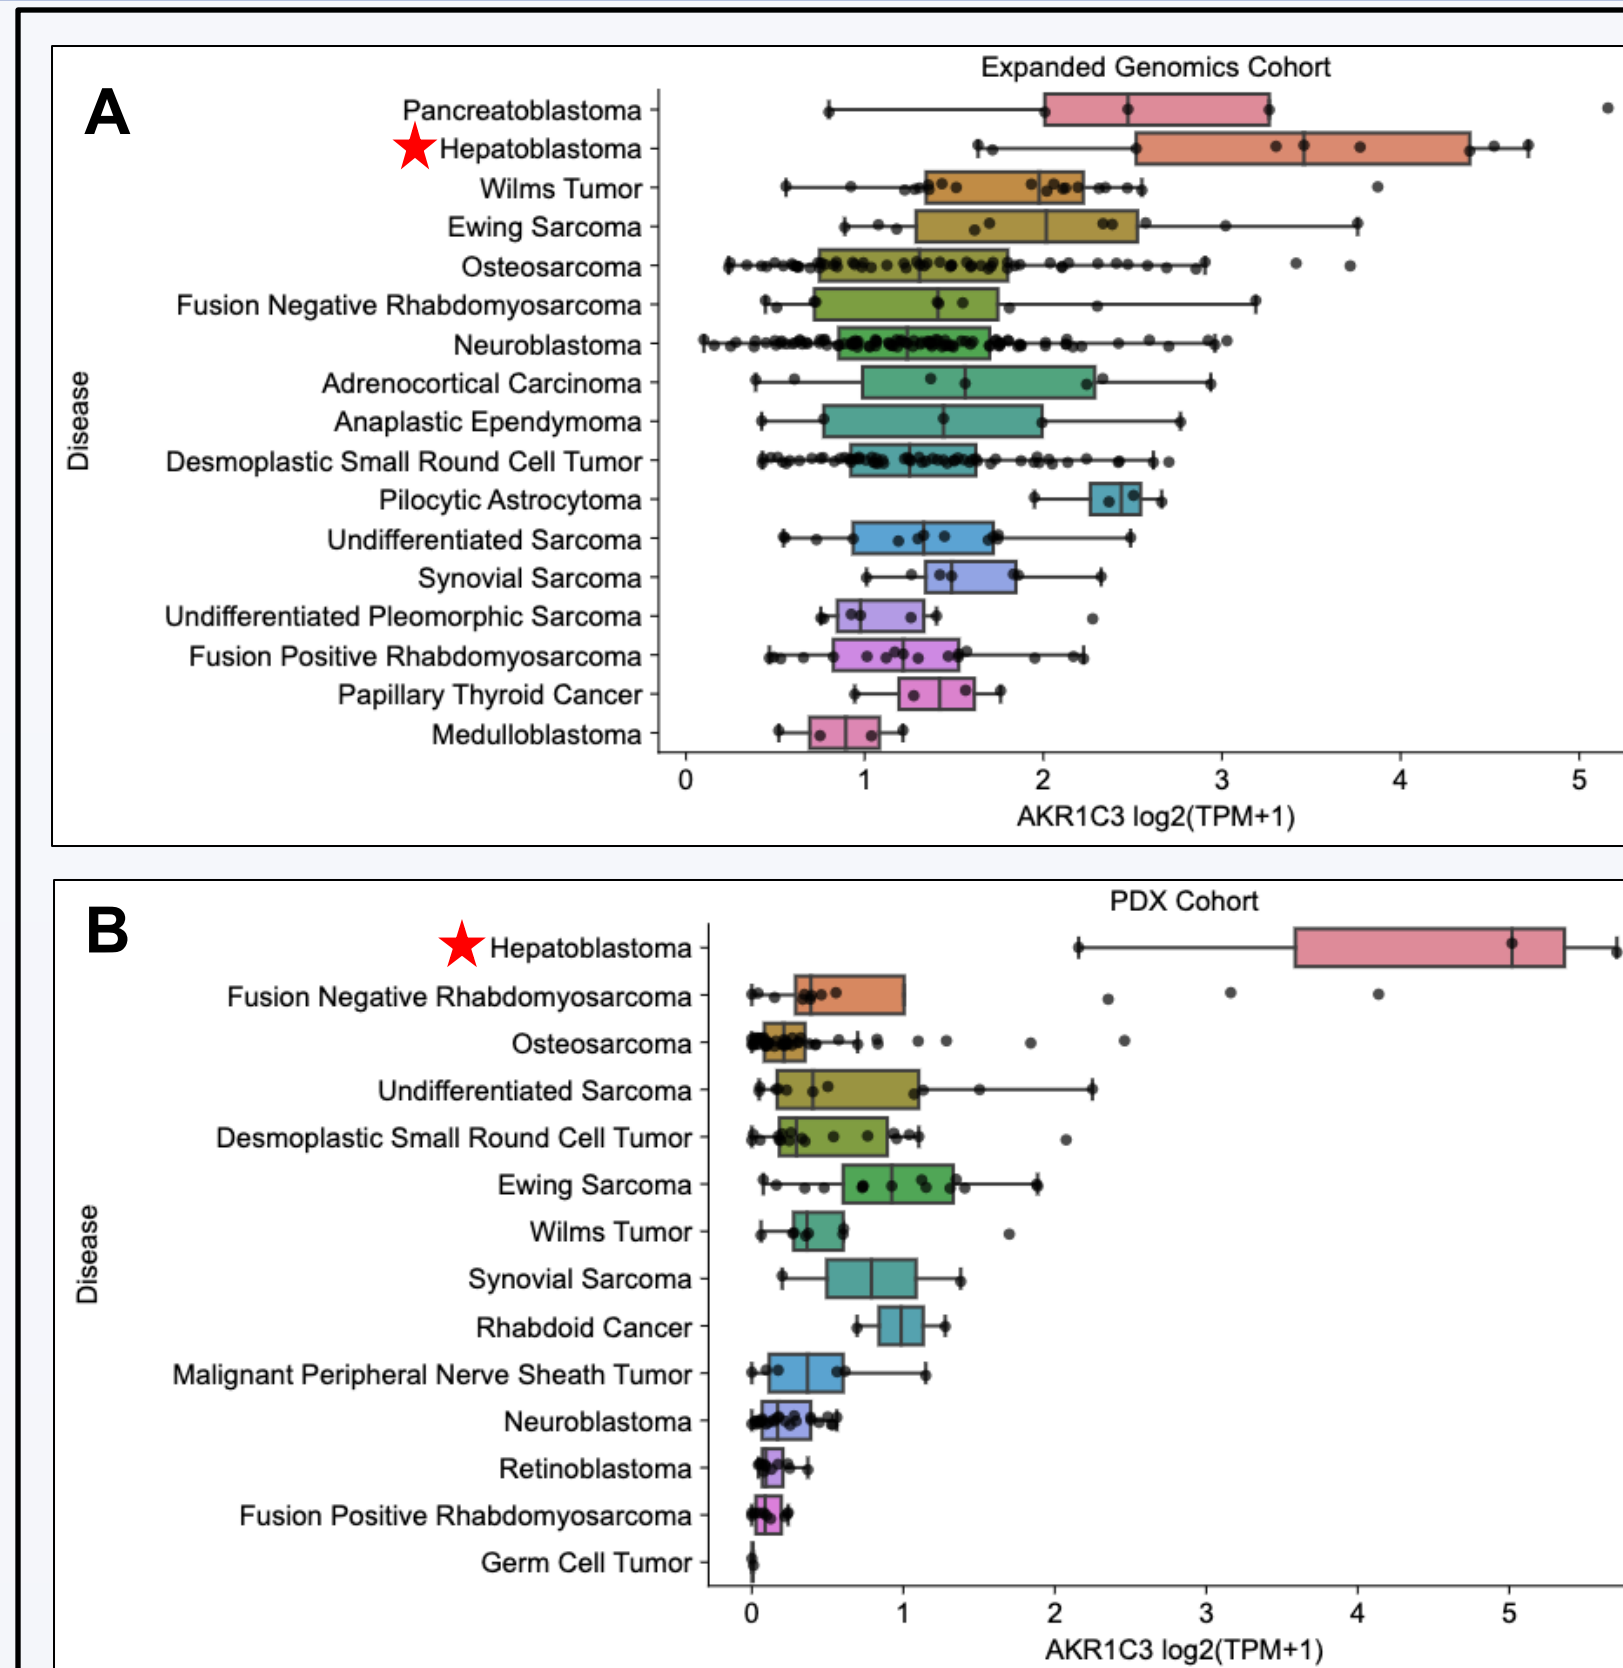 A
Expanded Genomics Cohort
Pancreatoblastoma
Hepatoblastoma
Wilms Tumor
Ewing Sarcoma
Osteosarcoma
Fusion Negative Rhabdomyosarcoma
Neuroblastoma
Adrenocortical Carcinoma
Anaplastic Ependymoma
Desmoplastic Small Round Cell Tumor
Pilocytic Astrocytoma
Undifferentiated Sarcoma
Synovial Sarcoma
Undifferentiated Pleomorphic Sarcoma
Fusion Positive Rhabdomyosarcoma
Papillary Thyroid Cancer
Medulloblastoma
Disease
0 1 2 3 4 5
AKR1C3 log2(TPM+1)
B
PDX Cohort
Hepatoblastoma
Fusion Negative Rhabdomyosarcoma
Osteosarcoma
Undifferentiated Sarcoma
Desmoplastic Small Round Cell Tumor
Ewing Sarcoma
Wilms Tumor
Synovial Sarcoma
Rhabdoid Cancer
Malignant Peripheral Nerve Sheath Tumor
Neuroblastoma
Retinoblastoma
Fusion Positive Rhabdomyosarcoma
Germ Cell Tumor
Disease
0 1 2 3 4 5
AKR1C3 log2(TPM+1)